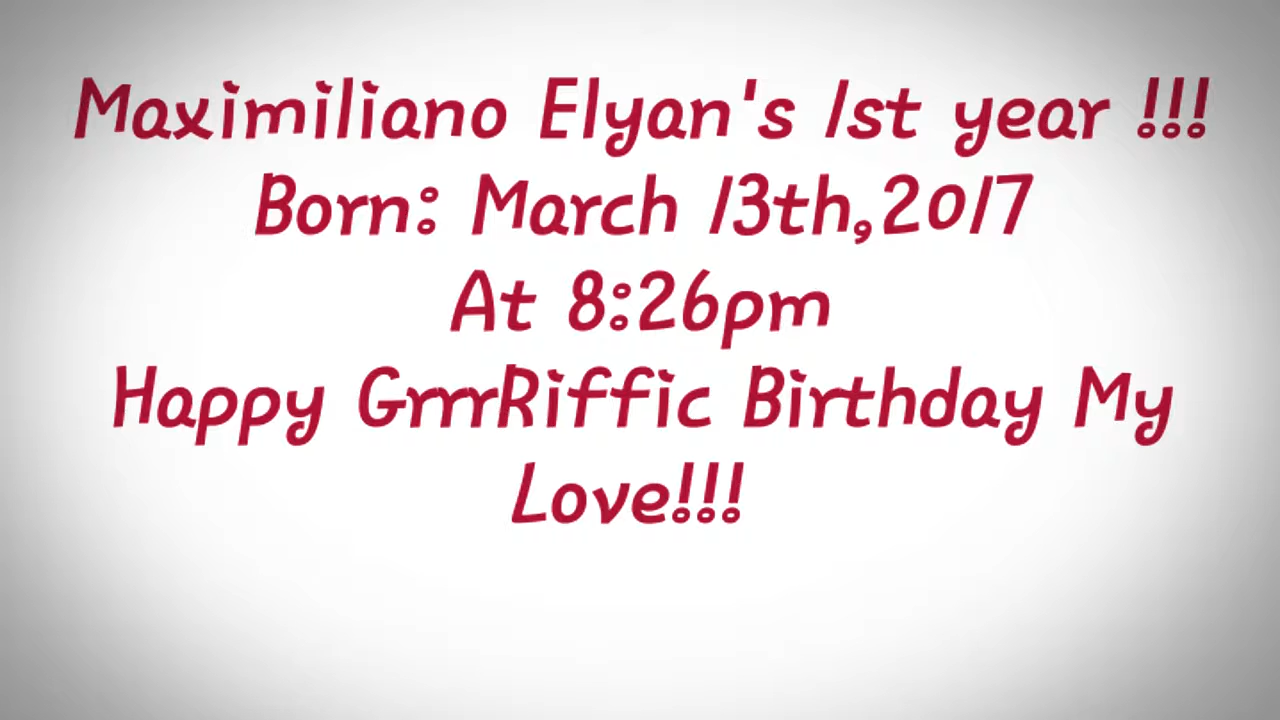 Maximiliano Elyan's 1st year !!!
Born: March 13th,2017
At 8:26pm
Happy GrrrRiffic Birthday My
Love!!!